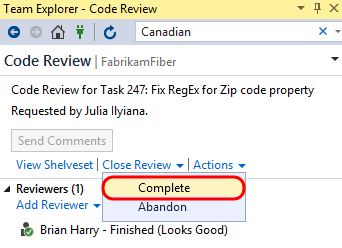 Team Explorer - Code Review
Canadian
Code Review | FabrikamFiber
Code Review for Task 247: Fix RegEx for Zip code property
Requested by Julia Ilyiana.
Send Comments
View Shelveset | Close Review | Actions
Complete
Abandon
Reviewers (1)
Add Reviewer
Brian Harry - Finished (Looks Good)